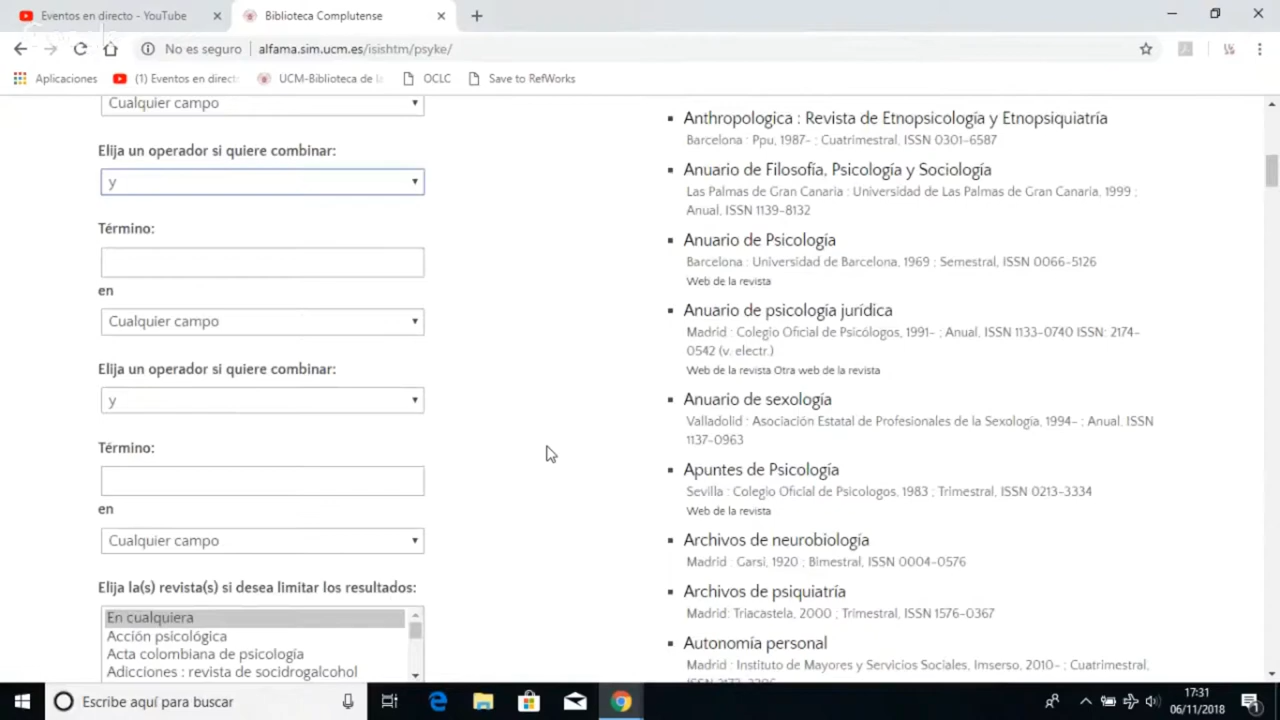 Eventos en directo - YouTube
Biblioteca Complutense
No es seguro
alfama.sim.ucm.es/isishtm/psyke/
Aplicaciones
(1) Eventos en direct
UCM-Biblioteca de la
OCLC
Save to RefWorks
Cualquier campo
Elija un operador si quiere combinar:
y
Término:
en
Cualquier campo
Elija un operador si quiere combinar:
y
Término:
en
Cualquier campo
Elija la(s) revista(s) si desea limitar los resultados:
En cualquiera
Acción psicológica
Acta colombiana de psicología
Adicciones : revista de socidrogalcohol
Anthropologica : Revista de Etnopsicología y Etnopsiquiatría
Barcelona : Ppu, 1987- ; Cuatrimestral, ISSN 0301-6587
Anuario de Filosofía, Psicología y Sociología
Las Palmas de Gran Canaria : Universidad de Las Palmas de Gran Canaria, 1999 ;
Anual, ISSN 1139-8132
Anuario de Psicología
Barcelona : Universidad de Barcelona, 1969 ; Semestral, ISSN 0066-5126
Web de la revista
Anuario de psicología jurídica
Madrid : Colegio Oficial de Psicólogos, 1991- ; Anual, ISSN 1133-0740 ISSN: 2174-
0542 (v. electr.)
Web de la revista Otra web de la revista
Anuario de sexología
Valladolid : Asociación Estatal de Profesionales de la Sexología, 1994- ; Anual. ISSN
1137-0963
Apuntes de Psicología
Sevilla : Colegio Oficial de Psicologos, 1983 ; Trimestral, ISSN 0213-3334
Web de la revista
Archivos de neurobiología
Madrid : Garsi, 1920 ; Bimestral, ISSN 0004-0576
Archivos de psiquiatría
Madrid: Triacastela, 2000 ; Trimestral, ISSN 1576-0367
Autonomía personal
Madrid : Instituto de Mayores y Servicios Sociales, Imserso, 2010- ; Cuatrimestral,
Escribe aquí para buscar
17:31
06/11/2018